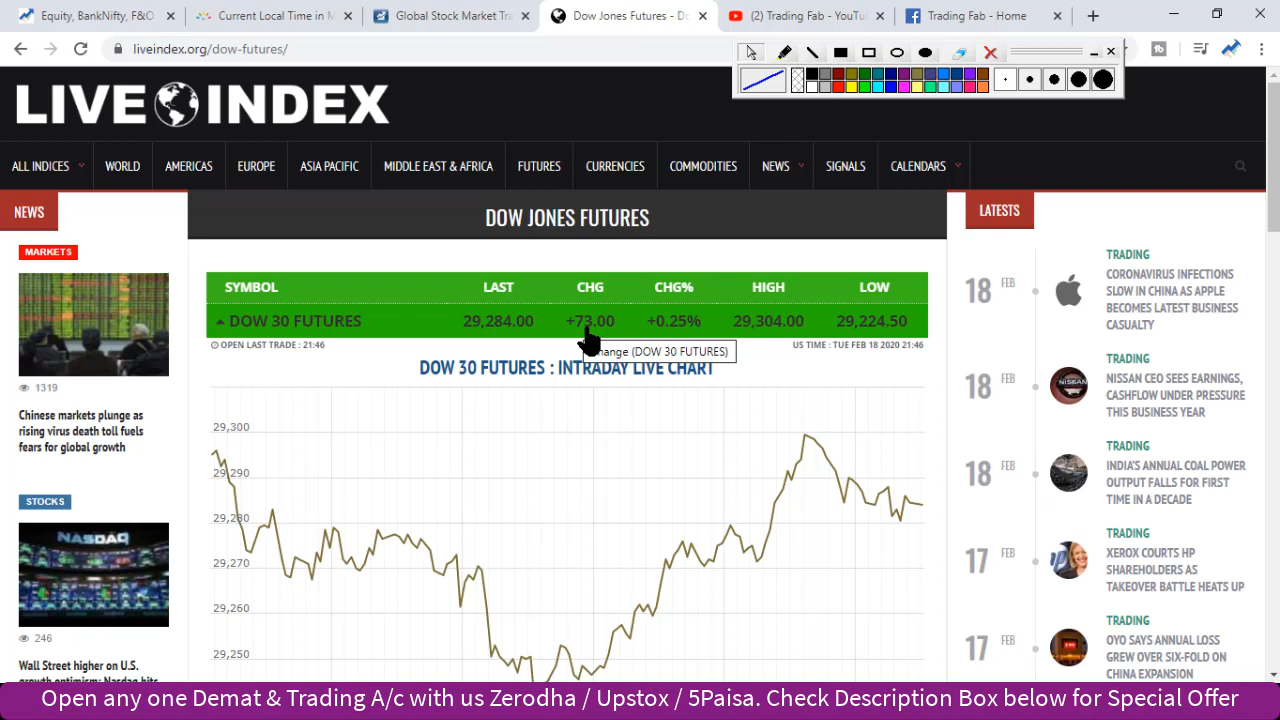 Equity, BankNifty, F&O
Current Local Time in M
Global Stock Market Tra
Dow Jones Futures - Do
(2) Trading Fab - YouTu
Trading Fab - Home
liveindex.org/dow-futures/
LIVE INDEX
ALL INDICES
WORLD
AMERICAS
EUROPE
ASIA PACIFIC
MIDDLE EAST & AFRICA
FUTURES
CURRENCIES
COMMODITIES
NEWS
SIGNALS
CALENDARS
NEWS
MARKETS
1319
Chinese markets plunge as
rising virus death toll fuels
fears for global growth
STOCKS
NASDAQ
246
Wall Street higher on U.S.
growth optimism; Nasdaq hits
DOW JONES FUTURES
SYMBOL LAST CHG CHG% HIGH LOW
DOW 30 FUTURES 29,284.00 +73.00 +0.25% 29,304.00 29,224.50
OPEN LAST TRADE : 21:46
US TIME : TUE FEB 18 2020 21:46
(DOW 30 FUTURES)
DOW 30 FUTURES : INTRADAY LIVE CHART
29,300
29,290
29,280
29,270
29,260
29,250
LATESTS
18 FEB
TRADING
CORONAVIRUS INFECTIONS
SLOW IN CHINA AS APPLE
BECOMES LATEST BUSINESS
CASUALTY
18 FEB
NISSAN
TRADING
NISSAN CEO SEES EARNINGS,
CASHFLOW UNDER PRESSURE
THIS BUSINESS YEAR
18 FEB
TRADING
INDIA'S ANNUAL COAL POWER
OUTPUT FALLS FOR FIRST
TIME IN A DECADE
17 FEB
TRADING
XEROX COURTS HP
SHAREHOLDERS AS
TAKEOVER BATTLE HEATS UP
17 FEB
TRADING
OYO SAYS ANNUAL LOSS
GREW OVER SIX-FOLD ON
CHINA EXPANSION
Open any one Demat & Trading A/c with us Zerodha / Upstox / 5Paisa. Check Description Box below for Special Offer